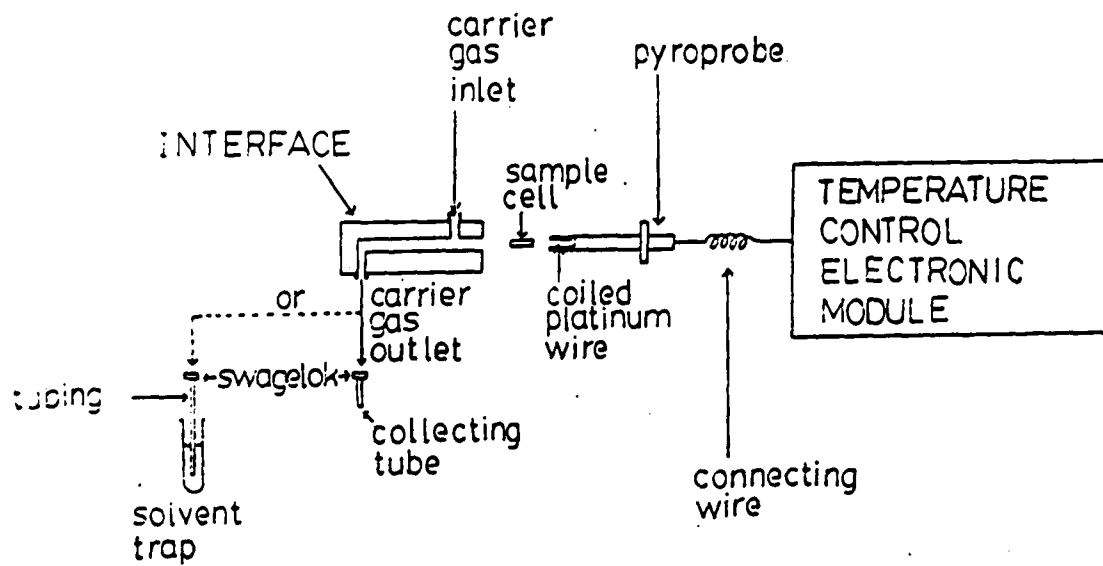 carrier
gas
inlet
pyroprobe
INTERFACE
sample
cell
TEMPERATURE
CONTROL
ELECTRONIC
MODULE
or
carrier
gas
outlet
coiled
platinum
wire
tubing
swagelok
collecting
tube
connecting
wire
solvent
trap